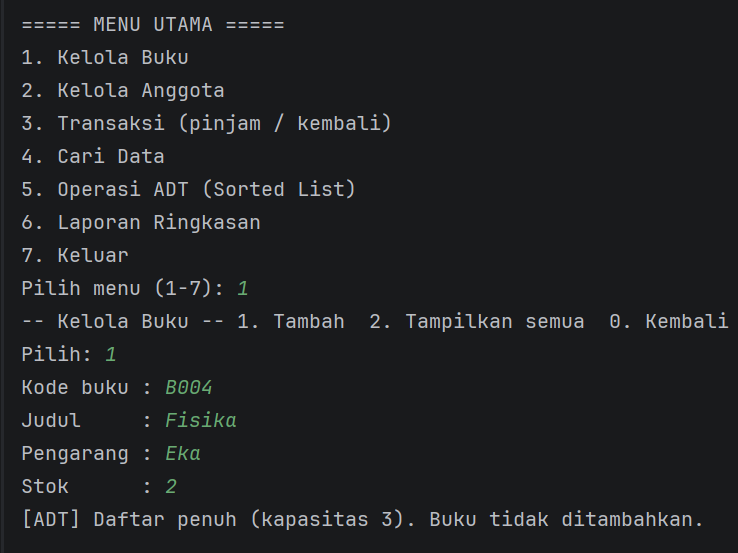 ===== MENU UTAMA =====
1. Kelola Buku
2. Kelola Anggota
3. Transaksi (pinjam / kembali)
4. Cari Data
5. Operasi ADT (Sorted List)
6. Laporan Ringkasan
7. Keluar
Pilih menu (1-7): 1
-- Kelola Buku -- 1. Tambah  2. Tampilkan semua  0. Kembali
Pilih: 1
Kode buku : B004
Judul     : Fisika
Pengarang : Eka
Stok      : 2
[ADT] Daftar penuh (kapasitas 3). Buku tidak ditambahkan.